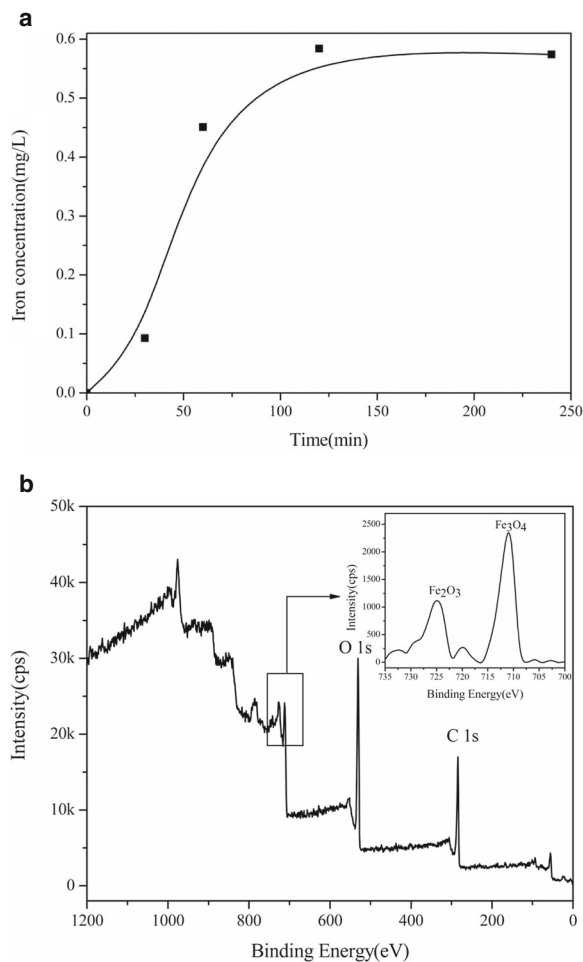 a
0.6
0.5
0.4
0.3
0.2
0.1
0.0
Iron concentration(mg/L)
0 50 100 150 200 250
Time(min)
b
50k
40k
30k
20k
10k
0
Intensity(cps)
1200 1000 800 600 400 200 0
Binding Energy(eV)
O 1s
C 1s
2500
2000
1500
1000
500
0
Intensity(cps)
Fe2O3
Fe3O4
735 730 725 720 715 710 705 700
Binding Energy(eV)